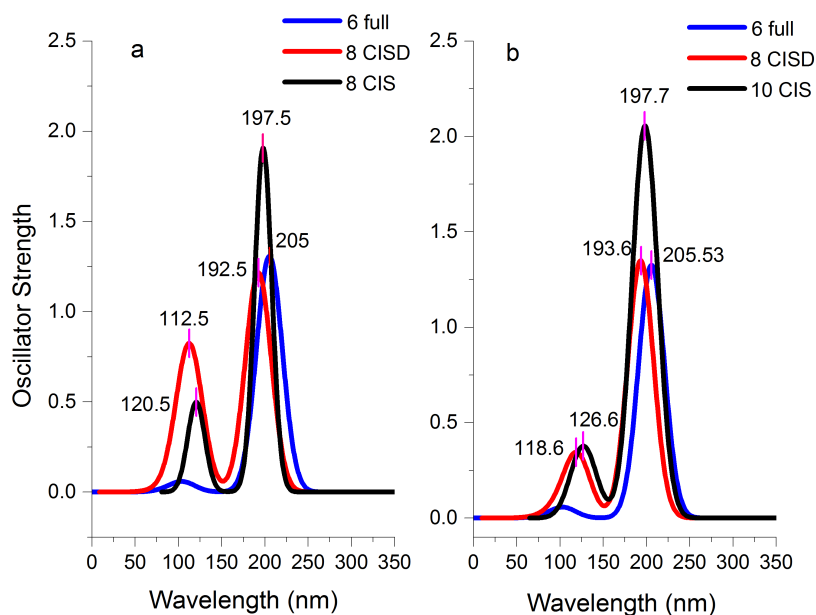 a
6 full
8 CISD
8 CIS
2.5
2.0
1.5
1.0
0.5
0.0
Oscillator Strength
197.5
205
192.5
112.5
120.5
0 50 100 150 200 250 300 350
Wavelength (nm)
b
6 full
8 CISD
10 CIS
2.5
2.0
1.5
1.0
0.5
0.0
197.7
193.6
205.53
118.6
126.6
0 50 100 150 200 250 300 350
Wavelength (nm)